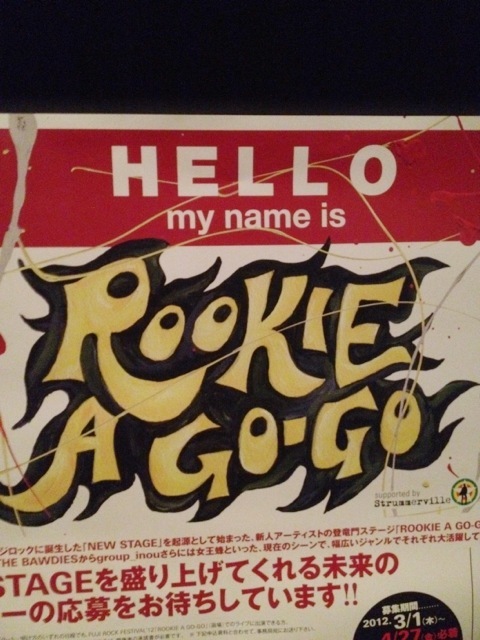 HELLO
my name is
ROOKIE
A GO-GO
supported by
Strummerville
ジロックに誕生した「NEW STAGE」を起源として始まった、新人アーティストの登竜門ステージ「ROOKIE A GO-G
THE BAWDIESからgroup_inouさらには女王蜂といった、現在のシーンで、幅広いジャンルでそれぞれ大活躍して
STAGEを盛り上げてくれる未来の
ーの応募をお待ちしています!!
募集期間
2012. 3/1(木)~
4/27(金)必着